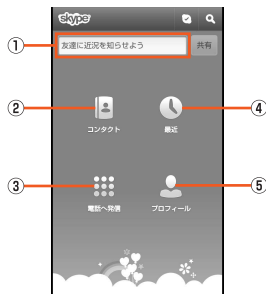 skype
① 友達に近況を知らせよう 共有
② ④
コンタクト 最近
③ ⑤
電話へ発信 プロフィール